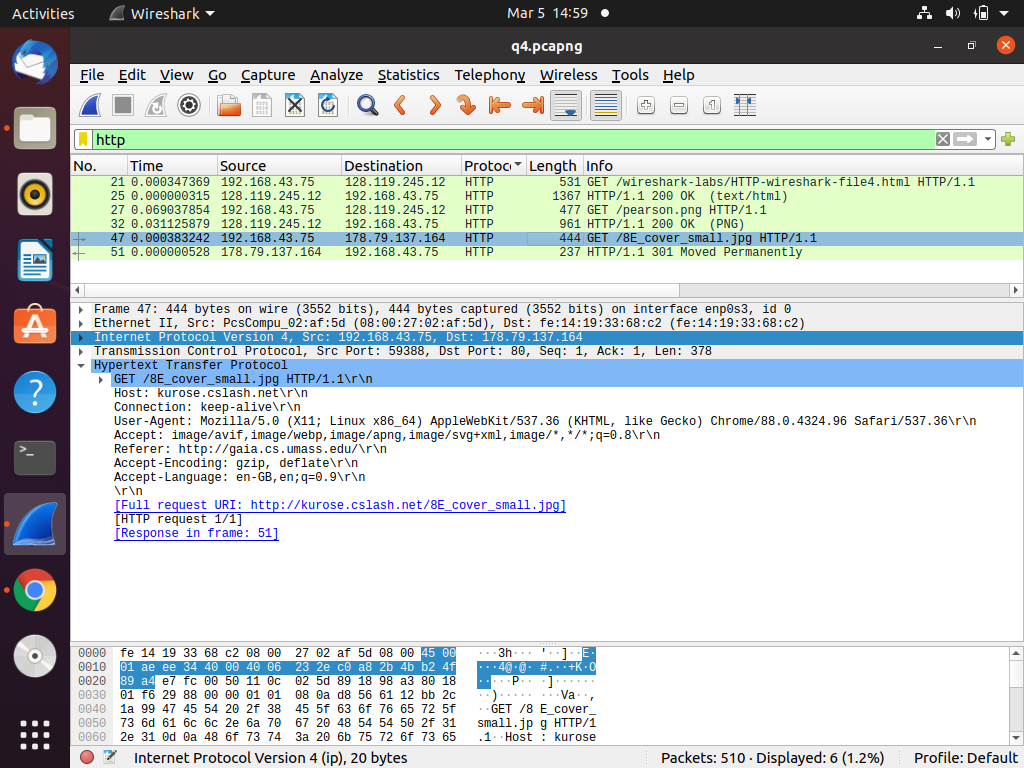 Activities Wireshark Mar 5 14:59
q4.pcapng
File Edit View Go Capture Analyze Statistics Telephony Wireless Tools Help
http
No. Time Source Destination Protoc Length Info
21 0.000347369 192.168.43.75 128.119.245.12 HTTP 531 GET /wireshark-labs/HTTP-wireshark-file4.html HTTP/1.1
25 0.000000315 128.119.245.12 192.168.43.75 HTTP 1367 HTTP/1.1 200 OK (text/html)
27 0.069037854 192.168.43.75 128.119.245.12 HTTP 477 GET /pearson.png HTTP/1.1
32 0.031125879 128.119.245.12 192.168.43.75 HTTP 961 HTTP/1.1 200 OK (PNG)
47 0.000383242 192.168.43.75 178.79.137.164 HTTP 444 GET /8E_cover_small.jpg HTTP/1.1
51 0.000000528 178.79.137.164 192.168.43.75 HTTP 237 HTTP/1.1 301 Moved Permanently
Frame 47: 444 bytes on wire (3552 bits), 444 bytes captured (3552 bits) on interface enp0s3, id 0
Ethernet II, Src: PcsCompu_02:af:5d (08:00:27:02:af:5d), Dst: fe:14:19:33:68:c2 (fe:14:19:33:68:c2)
Internet Protocol Version 4, Src: 192.168.43.75, Dst: 178.79.137.164
Transmission Control Protocol, Src Port: 59388, Dst Port: 80, Seq: 1, Ack: 1, Len: 378
Hypertext Transfer Protocol
GET /8E_cover_small.jpg HTTP/1.1\r\n
Host: kurose.cslash.net\r\n
Connection: keep-alive\r\n
User-Agent: Mozilla/5.0 (X11; Linux x86_64) AppleWebKit/537.36 (KHTML, like Gecko) Chrome/88.0.4324.96 Safari/537.36\r\n
Accept: image/avif,image/webp,image/apng,image/svg+xml,image/*,*/*;q=0.8\r\n
Referer: http://gaia.cs.umass.edu/\r\n
Accept-Encoding: gzip, deflate\r\n
Accept-Language: en-GB,en;q=0.9\r\n
\r\n
[Full request URI: http://kurose.cslash.net/8E_cover_small.jpg]
[HTTP request 1/1]
[Response in frame: 51]
0000 fe 14 19 33 68 c2 08 00 27 02 af 5d 08 00 45 00 ···3h··· '··]··E·
0010 01 ae ee 34 40 00 40 06 23 2e c0 a8 2b 4b b2 4f ···4@·@· #.··+K·O
0020 89 a4 e7 fc 00 50 11 0c 02 5d 89 18 98 a3 80 18 ·····P·· ·]······
0030 01 f6 29 88 00 00 01 01 08 0a d8 56 61 12 bb 2c ··)····· ···Va··,
0040 1a 99 47 45 54 20 2f 38 45 5f 63 6f 76 65 72 5f ··GET /8 E_cover_
0050 73 6d 61 6c 6c 2e 6a 70 67 20 48 54 54 50 2f 31 small.jp g HTTP/1
0060 2e 31 0d 0a 48 6f 73 74 3a 20 6b 75 72 6f 73 65 .1··Host : kurose
Internet Protocol Version 4 (ip), 20 bytes Packets: 510 · Displayed: 6 (1.2%) Profile: Default